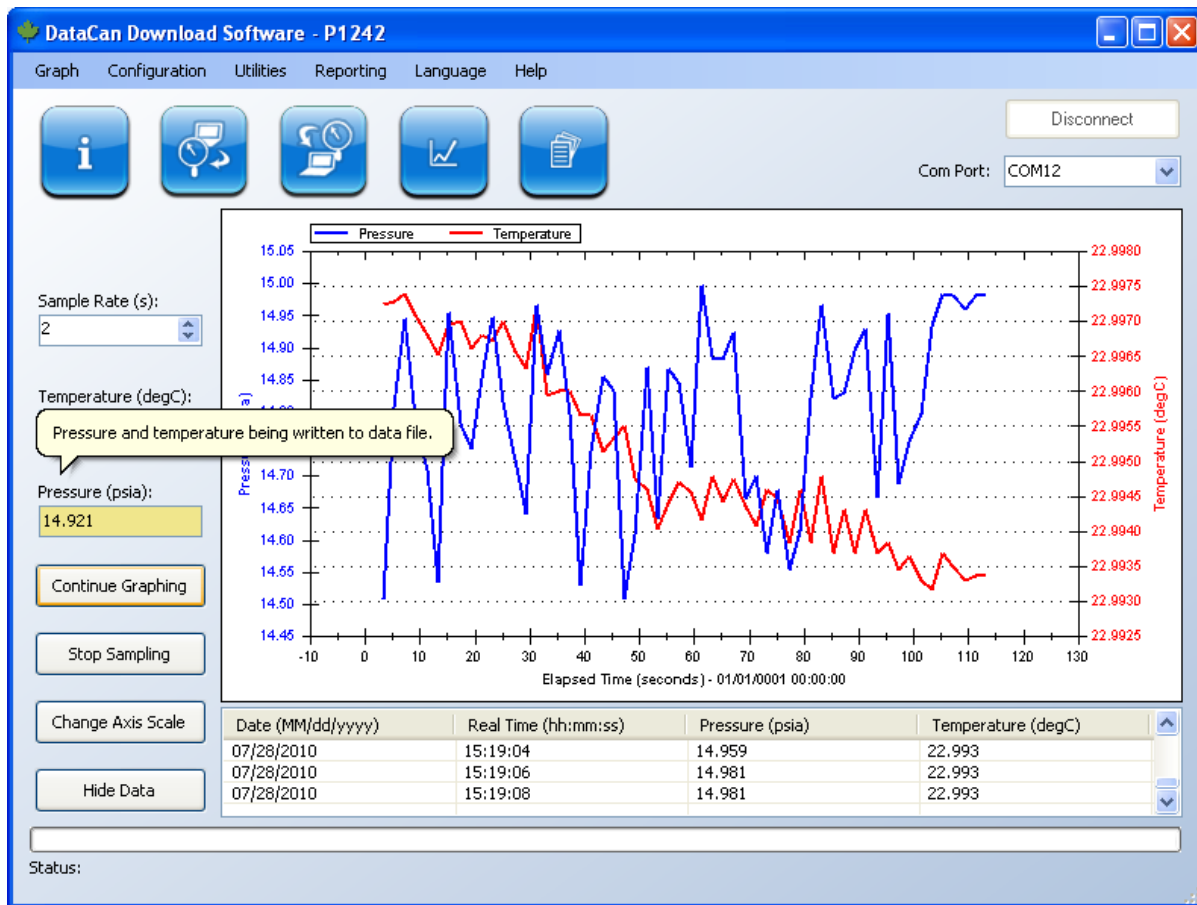 DataCan Download Software - P1242
Graph Configuration Utilities Reporting Language Help
i
Disconnect
Com Port: COM12
Sample Rate (s):
2
Temperature (degC):
Pressure and temperature being written to data file.
Pressure (psia):
14.921
Continue Graphing
Stop Sampling
Change Axis Scale
Hide Data
Pressure Temperature
15.05
15.00
14.95
14.90
14.85
14.70
14.65
14.60
14.55
14.50
14.45
22.9980
22.9975
22.9970
22.9965
22.9960
22.9955
22.9950
22.9945
22.9940
22.9935
22.9930
22.9925
Temperature (degC)
-10 0 10 20 30 40 50 60 70 80 90 100 110 120 130
Elapsed Time (seconds) - 01/01/0001 00:00:00
Date (MM/dd/yyyy) Real Time (hh:mm:ss) Pressure (psia) Temperature (degC)
07/28/2010 15:19:04 14.959 22.993
07/28/2010 15:19:06 14.981 22.993
07/28/2010 15:19:08 14.981 22.993
Status: